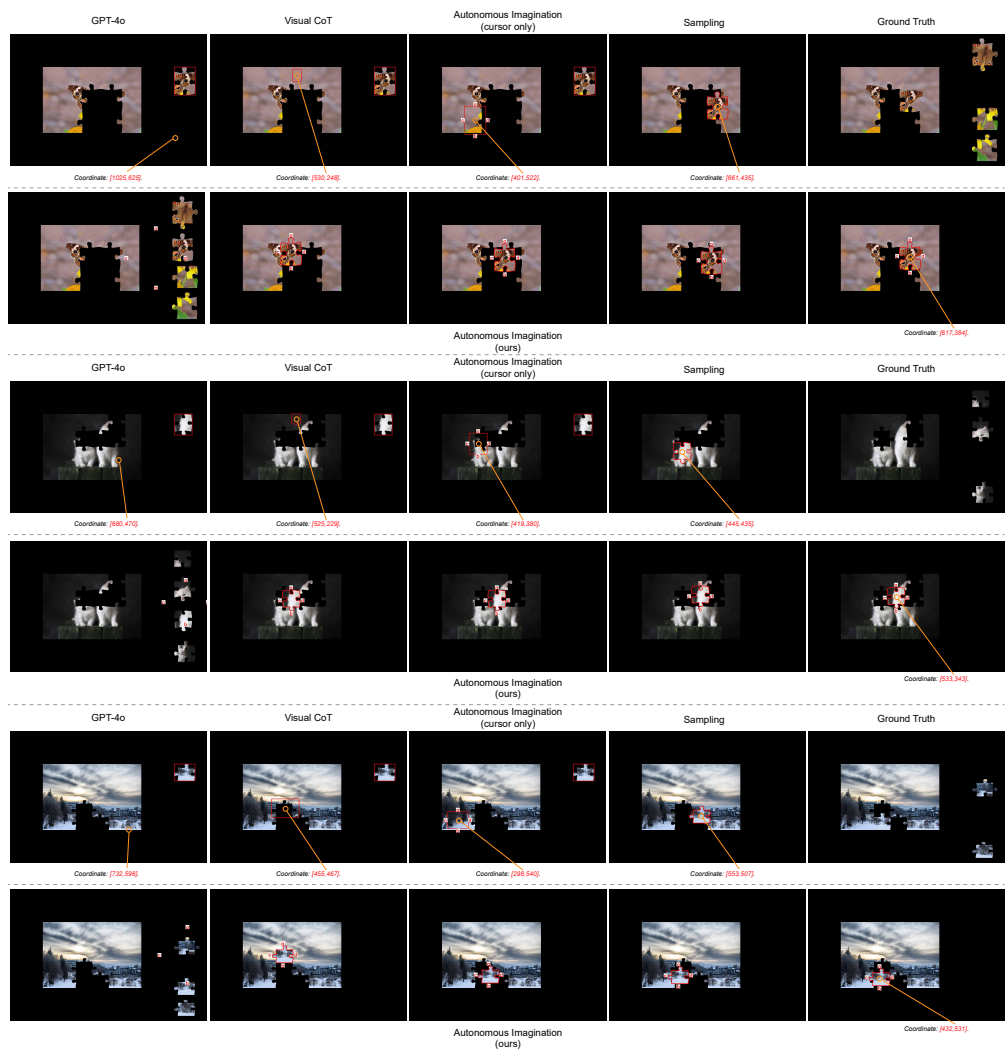 GPT-4o
Visual CoT
Autonomous Imagination
(cursor only)
Sampling
Ground Truth
Coordinate: [1025,625].
Coordinate: [530,248].
Coordinate: [401,522].
Coordinate: [661,435].
Autonomous Imagination
(ours)
Coordinate: [617,384].
GPT-4o
Visual CoT
Autonomous Imagination
(cursor only)
Sampling
Ground Truth
Coordinate: [680,470].
Coordinate: [525,229].
Coordinate: [419,380].
Coordinate: [445,435].
Autonomous Imagination
(ours)
Coordinate: [533,343].
GPT-4o
Visual CoT
Autonomous Imagination
(cursor only)
Sampling
Ground Truth
Coordinate: [732,598].
Coordinate: [455,467].
Coordinate: [298,540].
Coordinate: [553,507].
Autonomous Imagination
(ours)
Coordinate: [432,531].